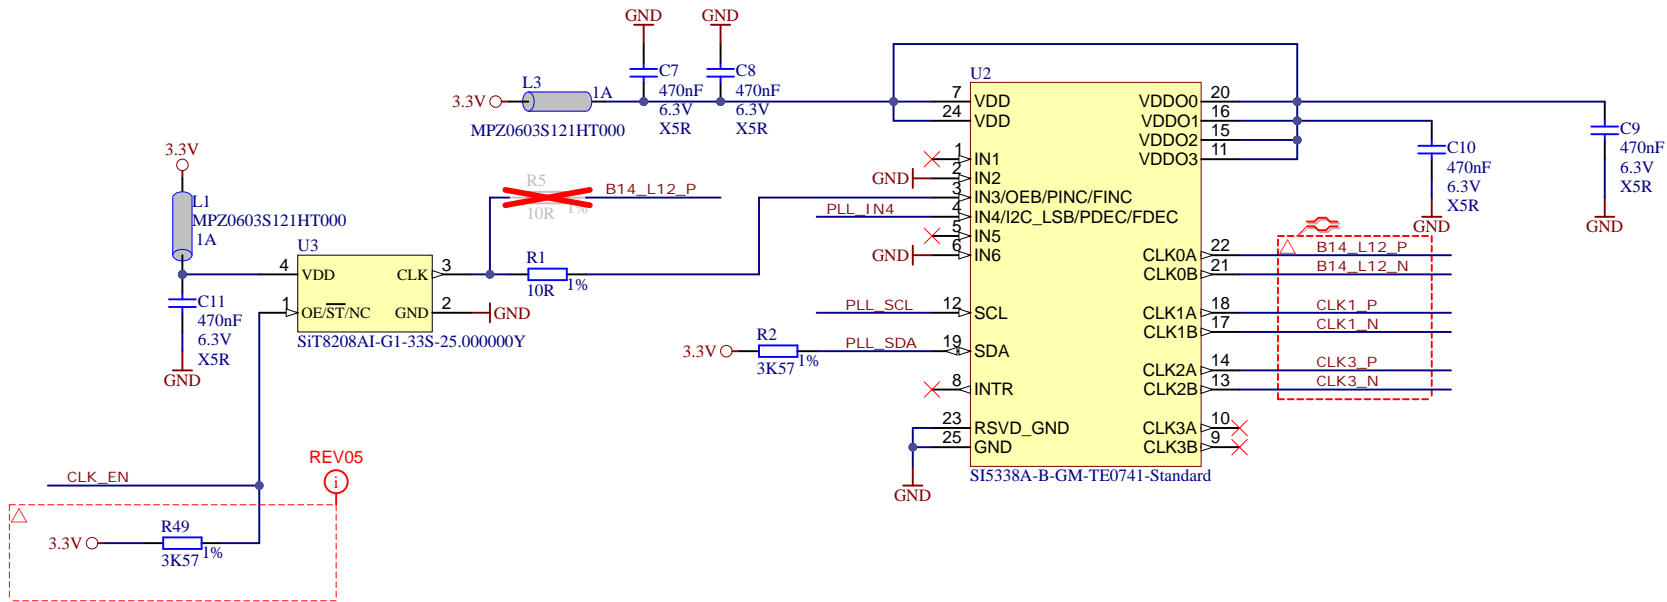 GND
GND
C7
470nF
6.3V
X5R
C8
470nF
6.3V
X5R
L3
1A
3.3V
MPZ0603S121HT000
U2
7
VDD
24
VDD
1
IN1
GND
2
IN2
3
IN3/OEB/PINC/FINC
PLL_IN4
4
IN4/I2C_LSB/PDEC/FDEC
5
IN5
GND
6
IN6
PLL_SCL
12
SCL
R2
3.3V
3K57
1%
PLL_SDA
19
SDA
8
INTR
23
RSVD_GND
25
GND
GND
VDDO0
20
VDDO1
16
VDDO2
15
VDDO3
11
CLK0A
22
B14_L12_P
CLK0B
21
B14_L12_N
CLK1A
18
CLK1_P
CLK1B
17
CLK1_N
CLK2A
14
CLK3_P
CLK2B
13
CLK3_N
CLK3A
10
CLK3B
9
SI5338A-B-GM-TE0741-Standard
C9
470nF
6.3V
X5R
GND
C10
470nF
6.3V
X5R
GND
3.3V
L1
MPZ0603S121HT000
1A
U3
4
VDD
CLK
3
1
OE/ST/NC
GND
2
GND
SiT8208AI-G1-33S-25.000000Y
C11
470nF
6.3V
X5R
GND
R5
10R
1%
B14_L12_P
R1
10R
1%
CLK_EN
REV05
i
R49
3.3V
3K57
1%